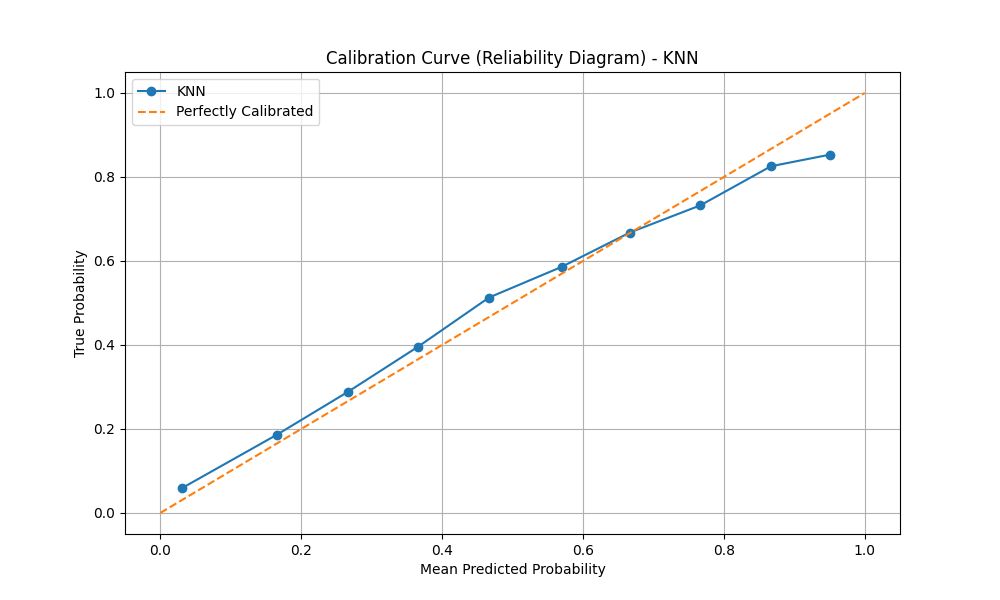 Calibration Curve (Reliability Diagram) - KNN
KNN
Perfectly Calibrated
1.0
0.8
0.6
0.4
0.2
0.0
True Probability
0.0 0.2 0.4 0.6 0.8 1.0
Mean Predicted Probability